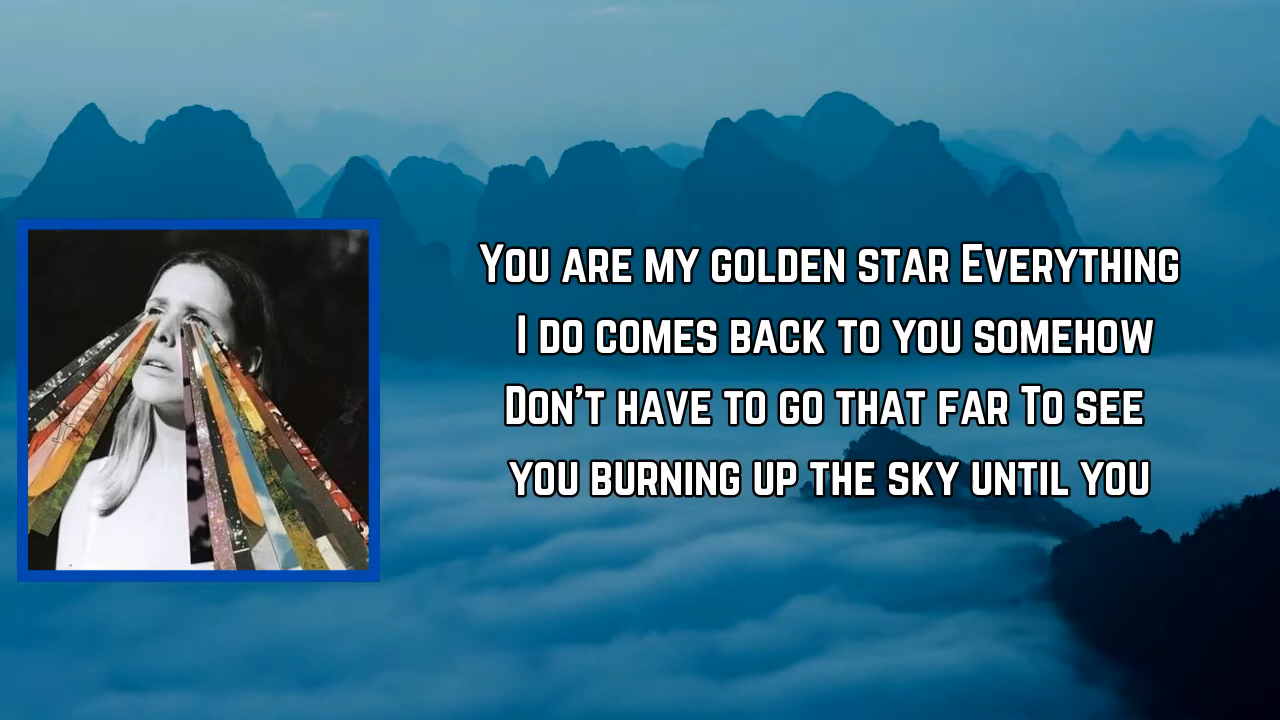 You are my golden star Everything
I do comes back to you somehow
Don't have to go that far To see
you burning up the sky until you